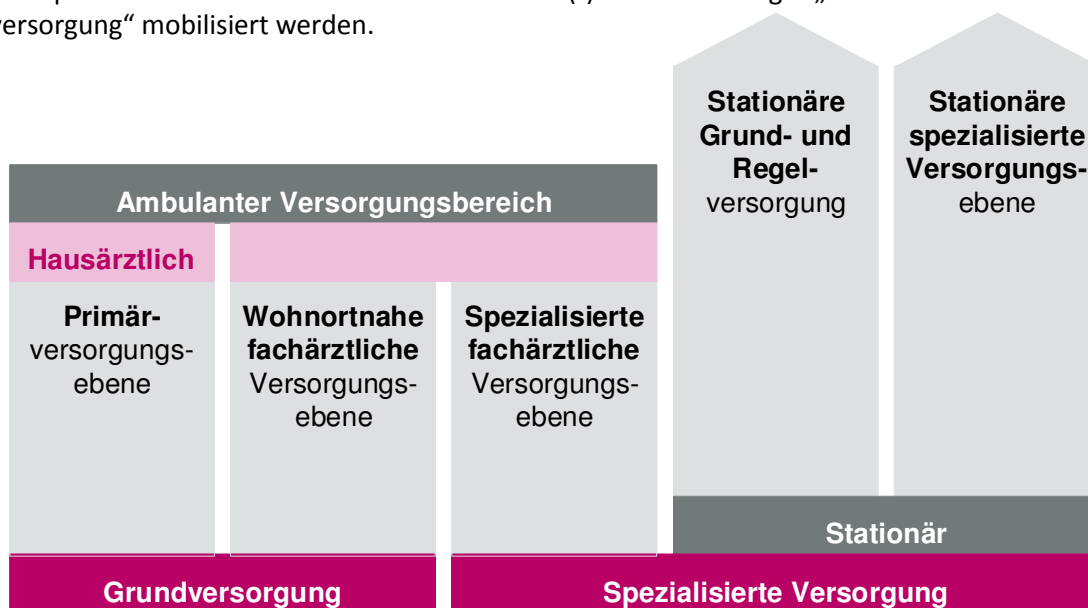 versorgung“ mobilisiert werden.
Ambulanter Versorgungsbereich
Hausärztlich
Primär-
versorgungs-
ebene
Wohnortnahe
fachärztliche
Versorgungs-
ebene
Spezialisierte
fachärztliche
Versorgungs-
ebene
Stationäre
Grund- und
Regel-
versorgung
Stationäre
spezialisierte
Versorgungs-
ebene
Stationär
Grundversorgung
Spezialisierte Versorgung